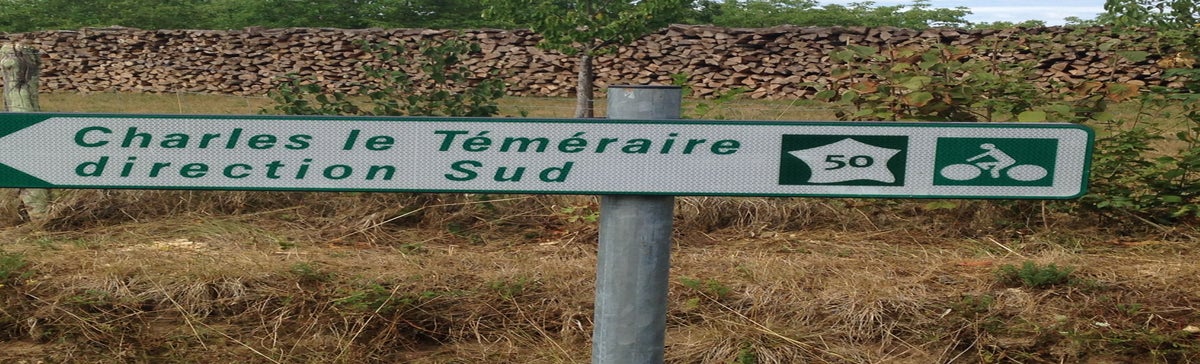 Charles le Téméraire
direction Sud
50